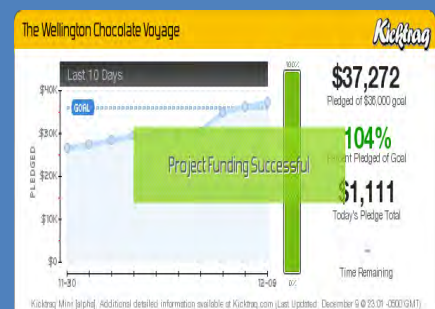 The Wellington Chocolate Voyage
Kicktraq
Last 10 Days
100%
$40K
GOAL
$30K
$20K
$10K
$0
PLEDGED
11-30
12-09
0%
Project Funding Successful
$37,272
Pledged of $36,000 goal
104%
Percent Pledged of Goal
$1,111
Today's Pledge Total
-
Time Remaining
Kicktraq Mini [alpha]. Additional detailed information available at Kicktraq.com (Last Updated: December 9 @ 23:01 -0500 GMT)